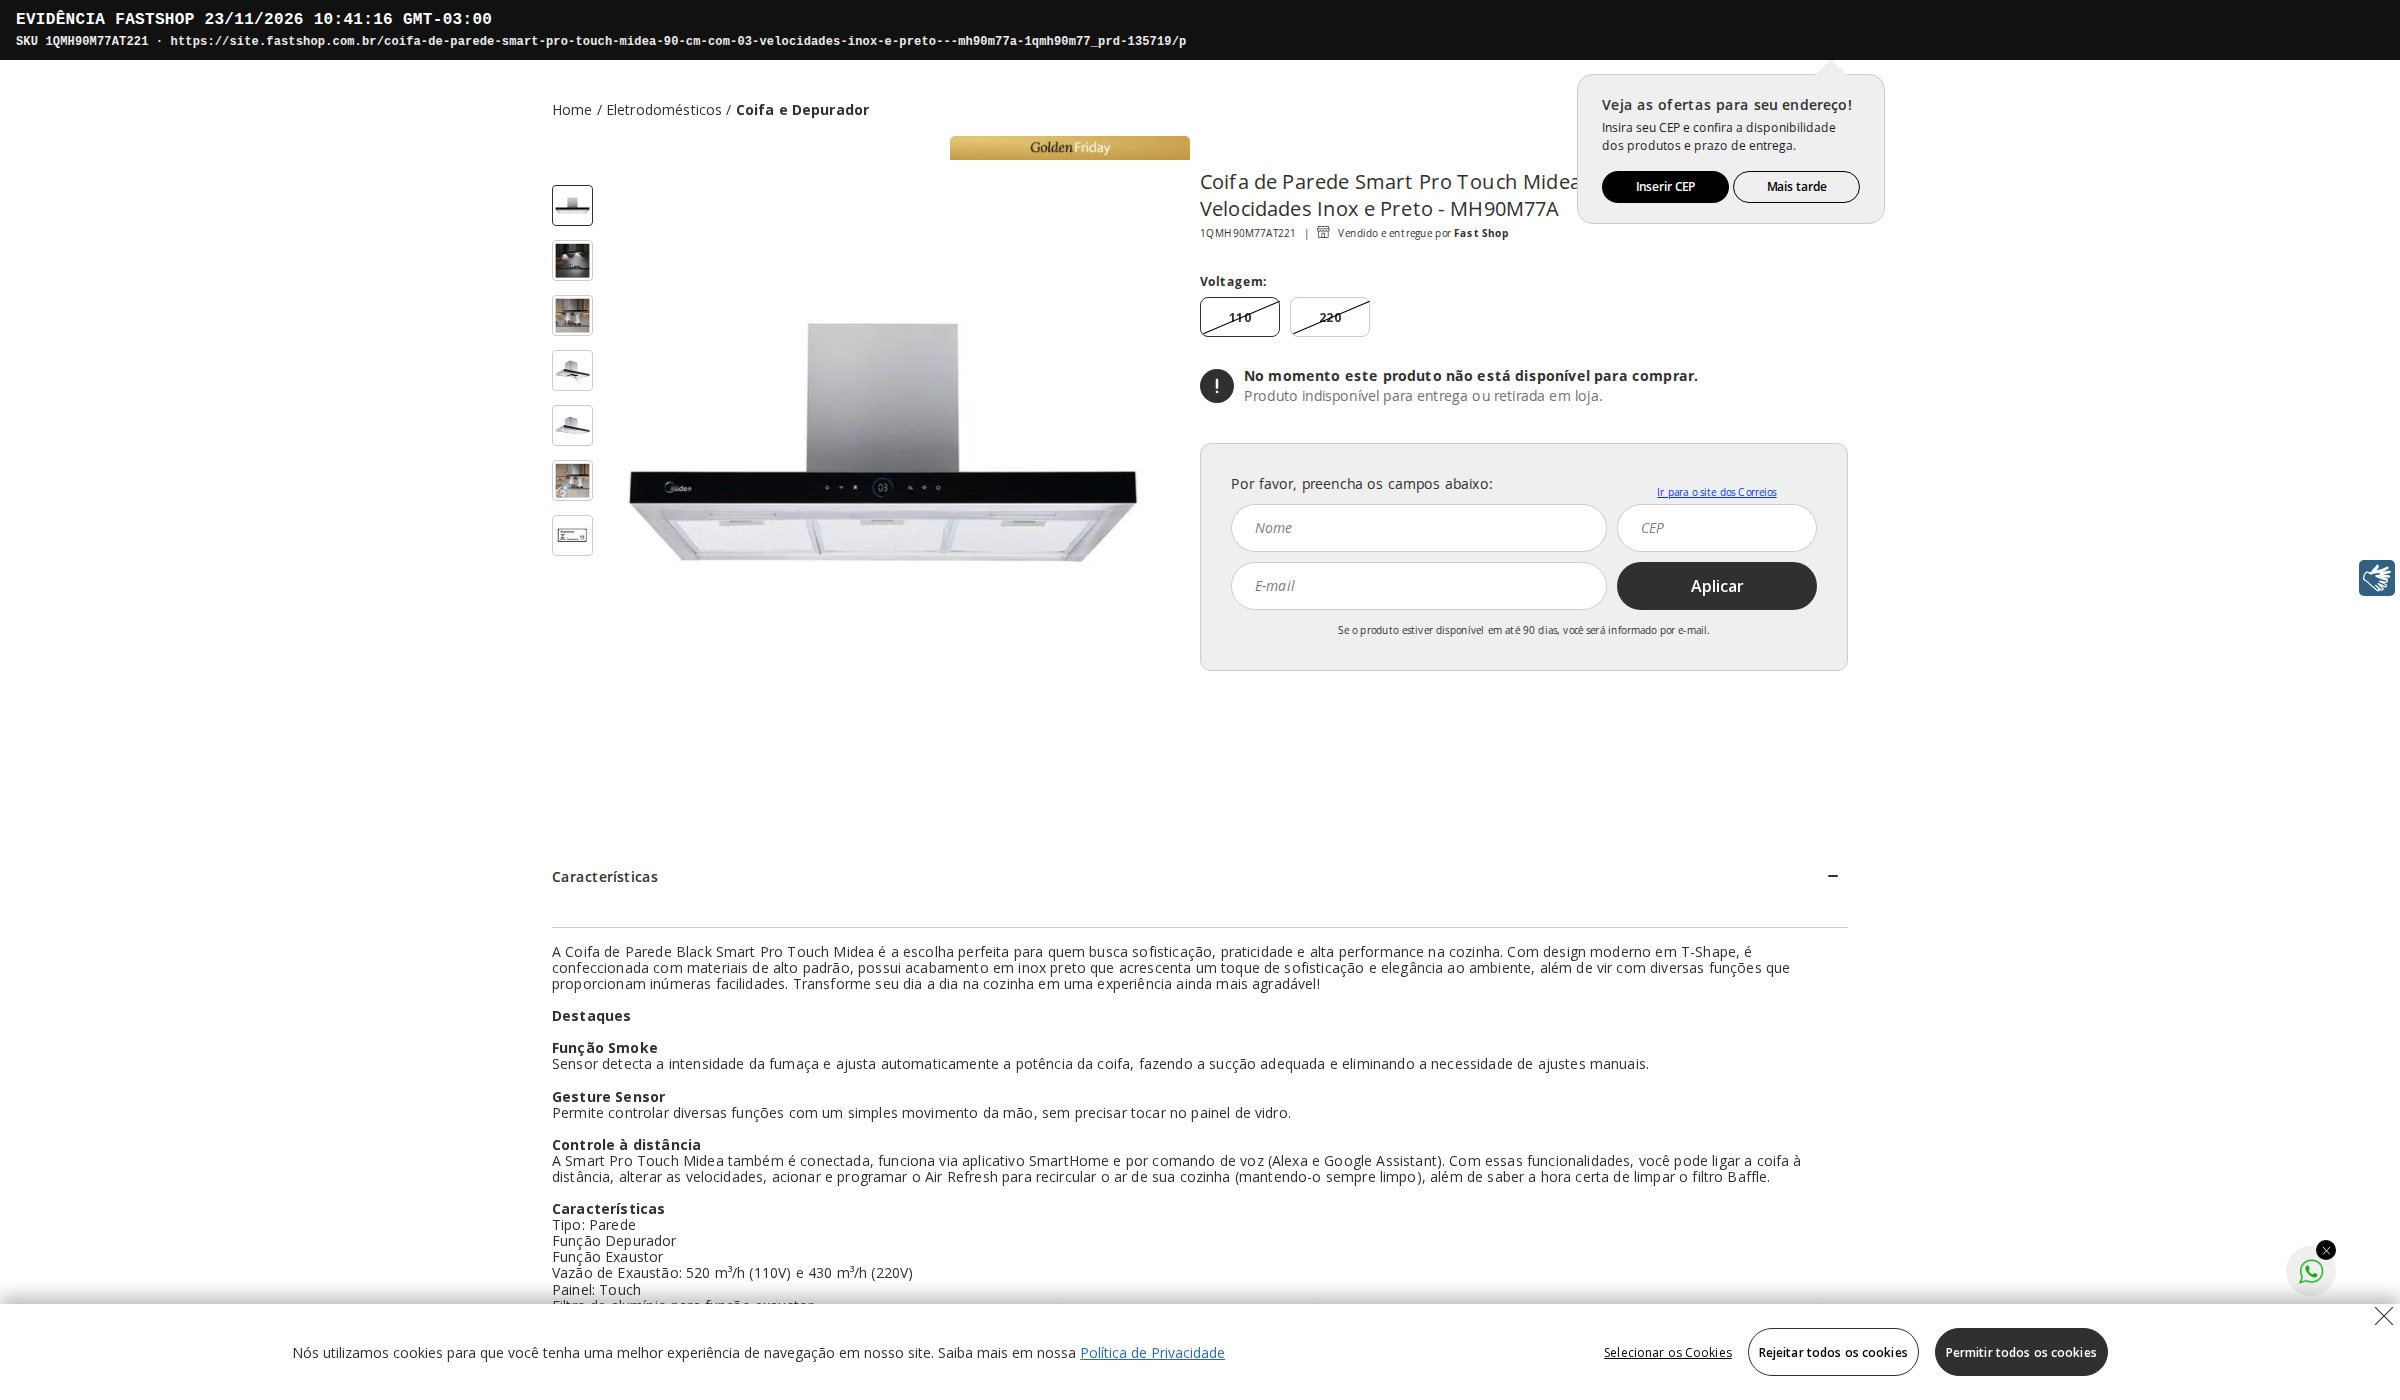 EVIDÊNCIA FASTSHOP 23/11/2026 10:41:16 GMT-03:00
SKU 1QMH90M77AT221 · https://site.fastshop.com.br/coifa-de-parede-smart-pro-touch-midea-90-cm-com-03-velocidades-inox-e-preto---mh90m77a-1qmh90m77_prd-135719/p
Home / Eletrodomésticos / Coifa e Depurador
Veja as ofertas para seu endereço!
Insira seu CEP e confira a disponibilidade
dos produtos e prazo de entrega.
Inserir CEP
Mais tarde
Golden Friday
Coifa de Parede Smart Pro Touch Midea
Velocidades Inox e Preto - MH90M77A
1QMH90M77AT221 | Vendido e entregue por Fast Shop
Voltagem:
110
220
No momento este produto não está disponível para comprar.
Produto indisponível para entrega ou retirada em loja.
Midea
03
Por favor, preencha os campos abaixo:
Ir para o site dos Correios
Nome
CEP
E-mail
Aplicar
Se o produto estiver disponível em até 90 dias, você será informado por e-mail.
Características
A Coifa de Parede Black Smart Pro Touch Midea é a escolha perfeita para quem busca sofisticação, praticidade e alta performance na cozinha. Com design moderno em T-Shape, é
confeccionada com materiais de alto padrão, possui acabamento em inox preto que acrescenta um toque de sofisticação e elegância ao ambiente, além de vir com diversas funções que
proporcionam inúmeras facilidades. Transforme seu dia a dia na cozinha em uma experiência ainda mais agradável!
Destaques
Função Smoke
Sensor detecta a intensidade da fumaça e ajusta automaticamente a potência da coifa, fazendo a sucção adequada e eliminando a necessidade de ajustes manuais.
Gesture Sensor
Permite controlar diversas funções com um simples movimento da mão, sem precisar tocar no painel de vidro.
Controle à distância
A Smart Pro Touch Midea também é conectada, funciona via aplicativo SmartHome e por comando de voz (Alexa e Google Assistant). Com essas funcionalidades, você pode ligar a coifa à
distância, alterar as velocidades, acionar e programar o Air Refresh para recircular o ar de sua cozinha (mantendo-o sempre limpo), além de saber a hora certa de limpar o filtro Baffle.
Características
Tipo: Parede
Função Depurador
Função Exaustor
Vazão de Exaustão: 520 m³/h (110V) e 430 m³/h (220V)
Painel: Touch
Nós utilizamos cookies para que você tenha uma melhor experiência de navegação em nosso site. Saiba mais em nossa Política de Privacidade
Selecionar os Cookies
Rejeitar todos os cookies
Permitir todos os cookies